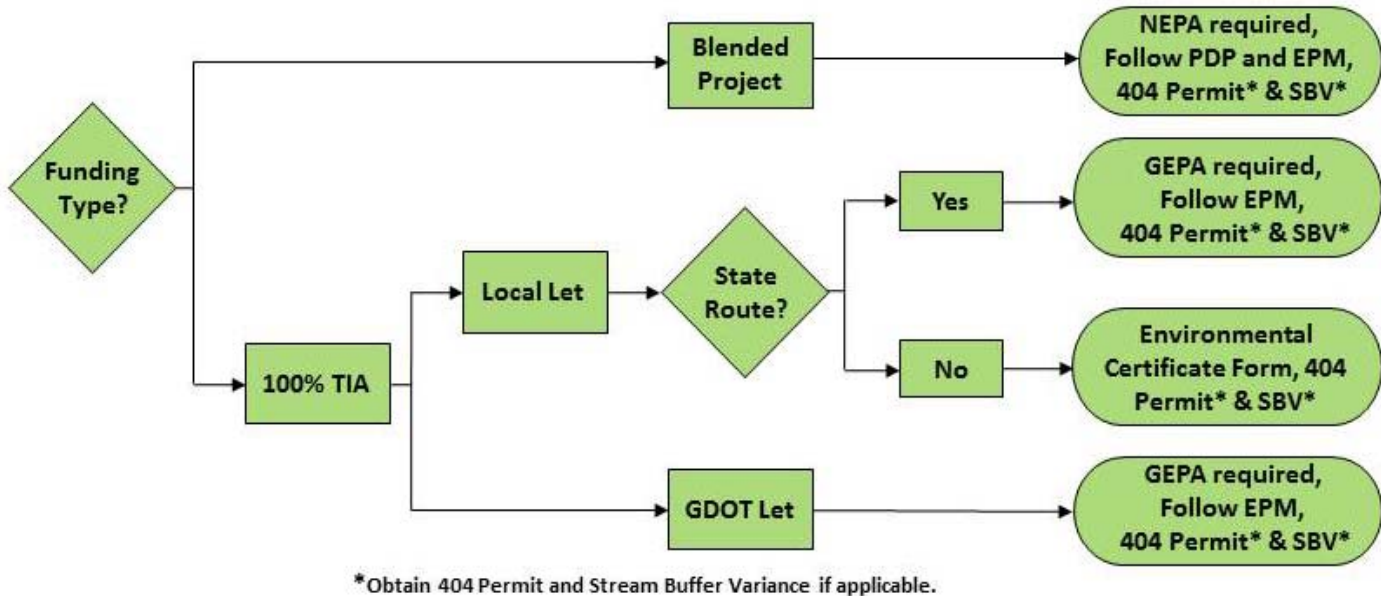 Blended
Project
NEPA required,
Follow PDP and EPM,
404 Permit* & SBV*
Funding
Type?
GEPA required,
Follow EPM,
404 Permit* & SBV*
Yes
Local Let
State
Route?
Environmental
Certificate Form, 404
Permit* & SBV*
No
100% TIA
GEPA required,
Follow EPM,
404 Permit* & SBV*
GDOT Let
*Obtain 404 Permit and Stream Buffer Variance if applicable.